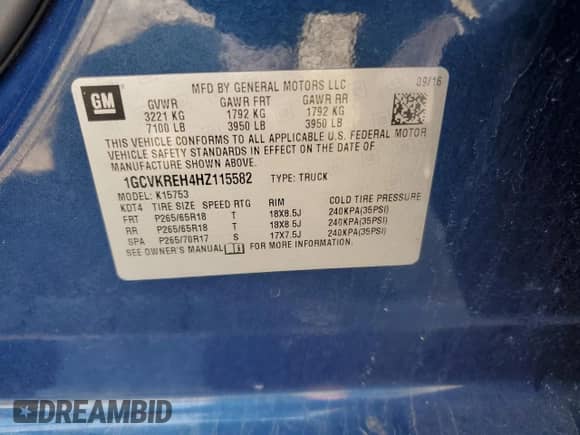 GM
MFD BY GENERAL MOTORS LLC 09/16
GVWR GAWR FRT GAWR RR
3221 KG 1792 KG 1792 KG
7100 LB 3950 LB 3950 LB
THIS VEHICLE CONFORMS TO ALL APPLICABLE U.S. FEDERAL MOTOR
VEHICLE SAFETY STANDARDS IN EFFECT ON THE DATE OF
MANUFACTURE SHOWN ABOVE.
1GCVKREH4HZ115582 TYPE: TRUCK
MODEL: K15753
KDT4 TIRE SIZE SPEED RTG RIM COLD TIRE PRESSURE
FRT P265/65R18 T 18X8.5J 240KPA(35PSI)
RR P265/65R18 T 18X8.5J 240KPA(35PSI)
SPA P265/70R17 S 17X7.5J 240KPA(35PSI)
SEE OWNER'S MANUAL FOR MORE INFORMATION.
DREAMBID